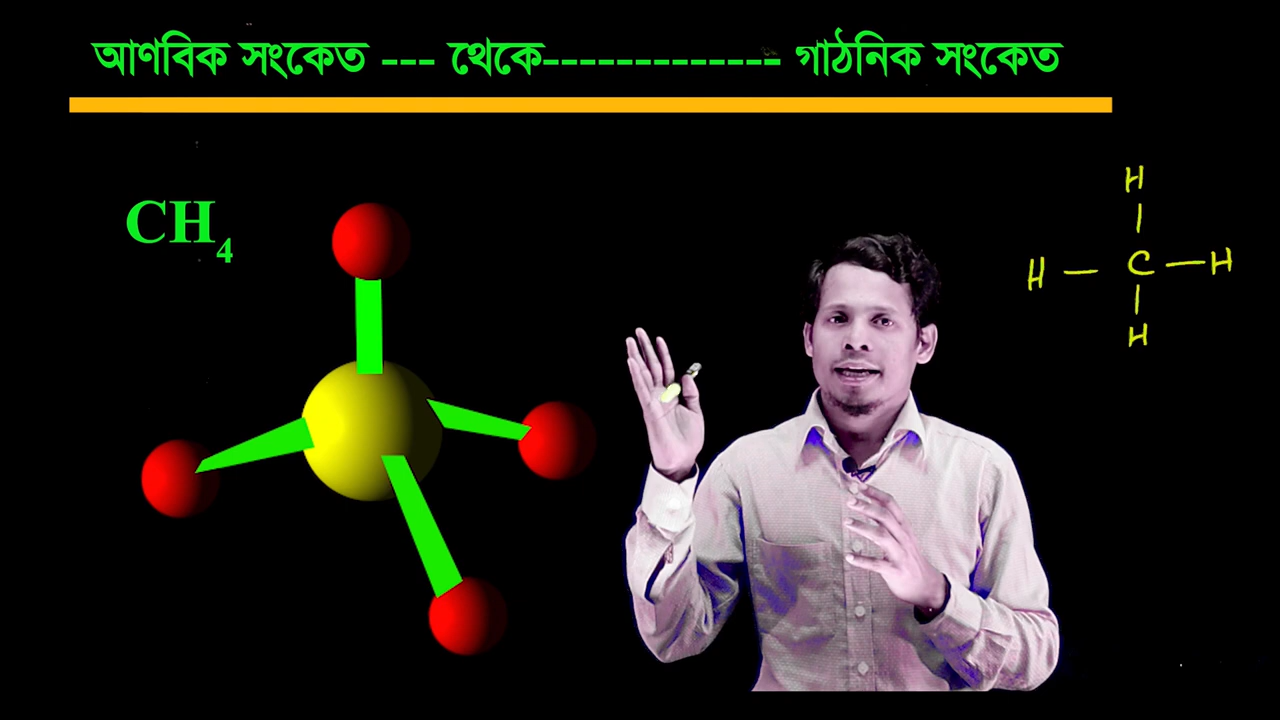 আণবিক সংকেত --- থেকে------------- গাঠনিক সংকেত
CH₄
H
H — C — H
H